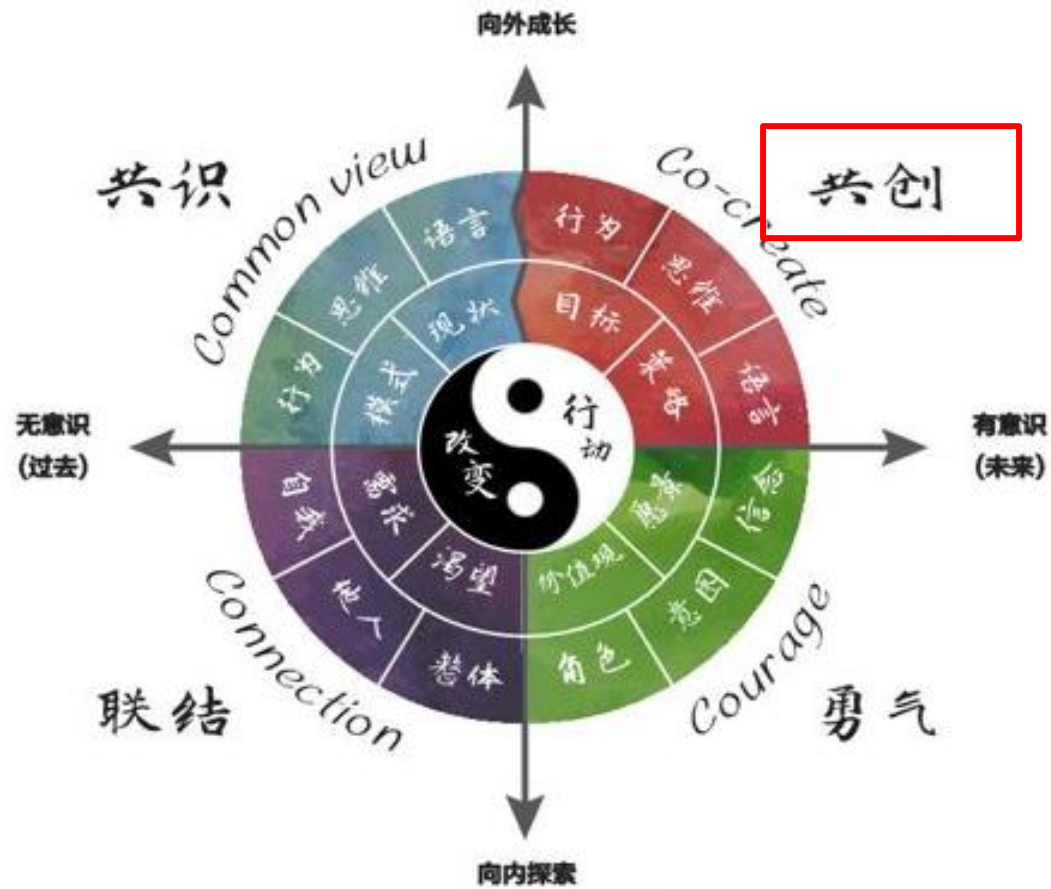 向外成长
共识
Common view
Co-create
共创
语言
行为
思维
思维
现状
目标
行为
模式
策略
语言
行动
改变
无意识
(过去)
有意识
(未来)
自我
需求
愿景
信念
渴望
价值观
他人
意图
整体
角色
Connection
Courage
联结
勇气
向内探索